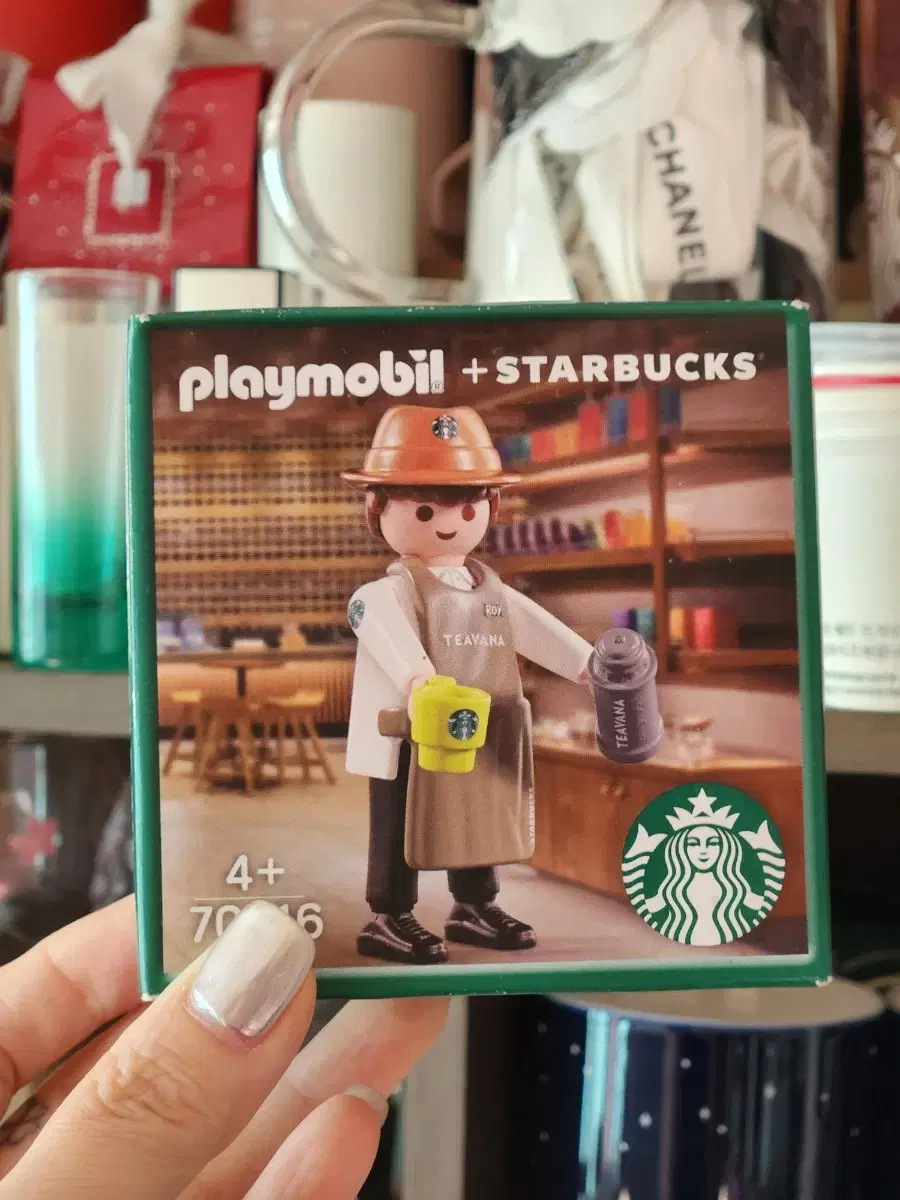 CHANEL
playmobil® + STARBUCKS
ROY
TEAVANA
TEAVANA
STARBUCKS
4+